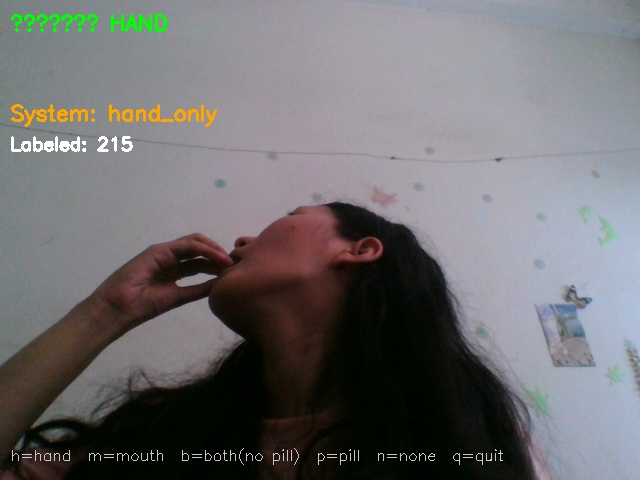 ??????? HAND
System: hand_only
Labeled: 215
h=hand m=mouth b=both(no pill) p=pill n=none q=quit